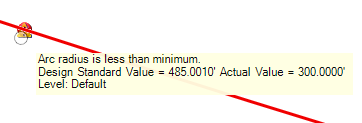 Arc radius is less than minimum.
Design Standard Value = 485.0010' Actual Value = 300.0000'
Level: Default